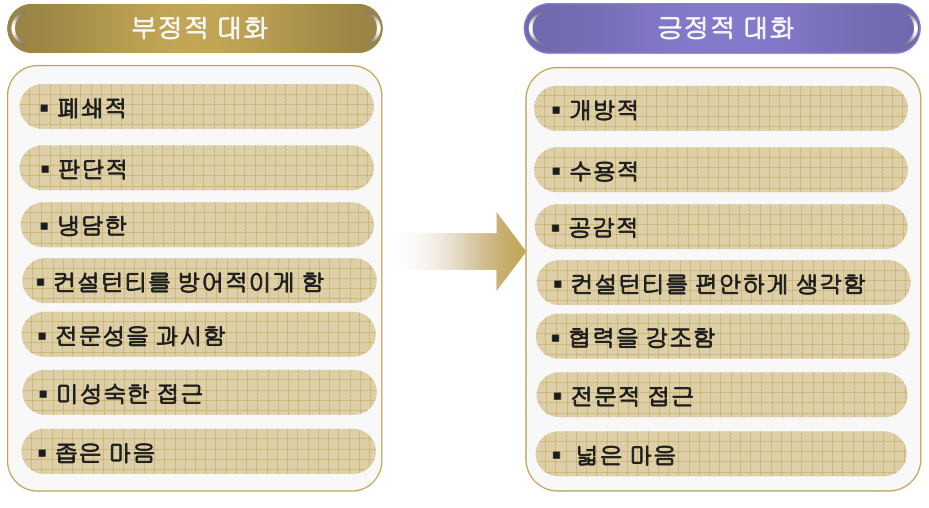 부정적 대화
▪ 폐쇄적
▪ 판단적
▪ 냉담한
▪ 컨설턴티를 방어적이게 함
▪ 전문성을 과시함
▪ 미성숙한 접근
▪ 좁은 마음
긍정적 대화
▪ 개방적
▪ 수용적
▪ 공감적
▪ 컨설턴티를 편안하게 생각함
▪ 협력을 강조함
▪ 전문적 접근
▪ 넓은 마음